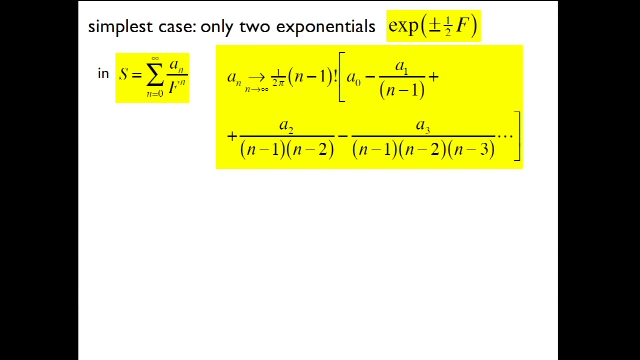 simplest case: only two exponentials exp(±½F)
in S = ∑_{n=0}^{∞} a_n / F^n
a_n →_{n→∞} 1/2π (n−1)! [ a_0 − a_1 / (n−1) +
+ a_2 / (n−1)(n−2) − a_3 / (n−1)(n−2)(n−3) ⋯ ]